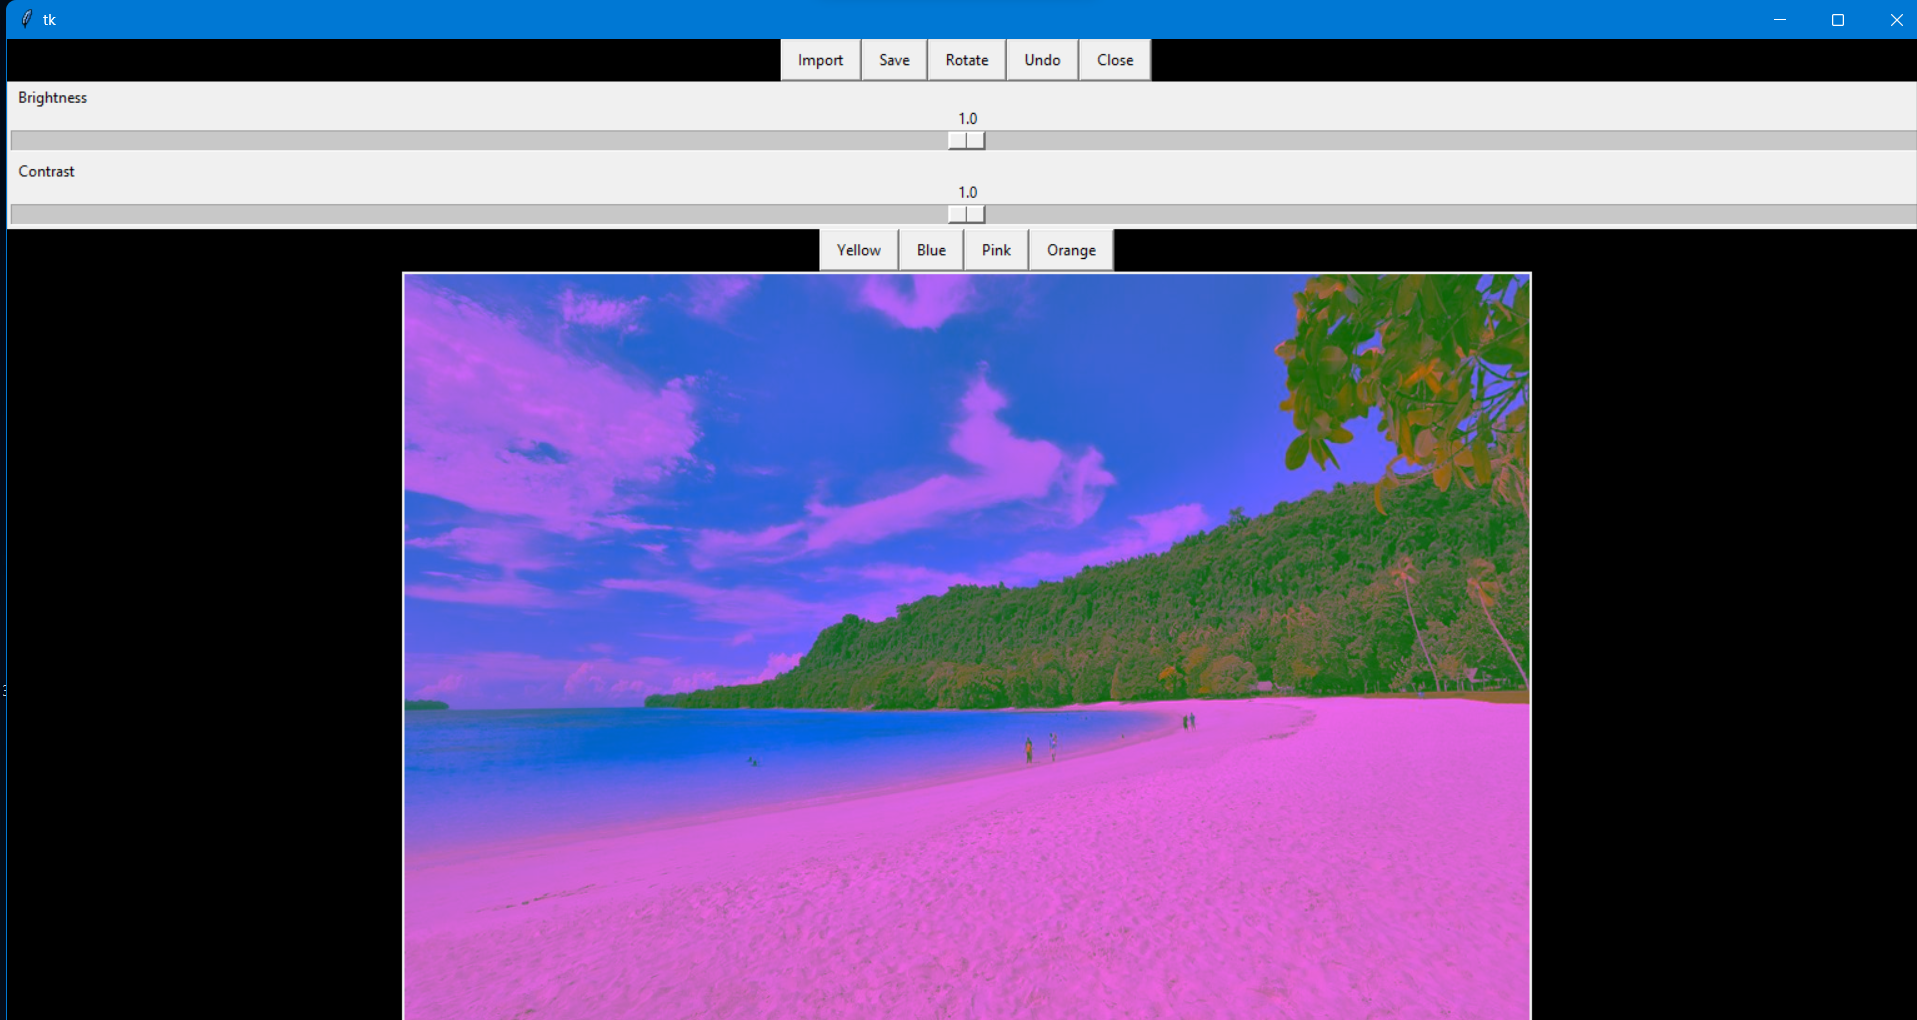 tk
Import Save Rotate Undo Close
Brightness
1.0
Contrast
1.0
Yellow Blue Pink Orange